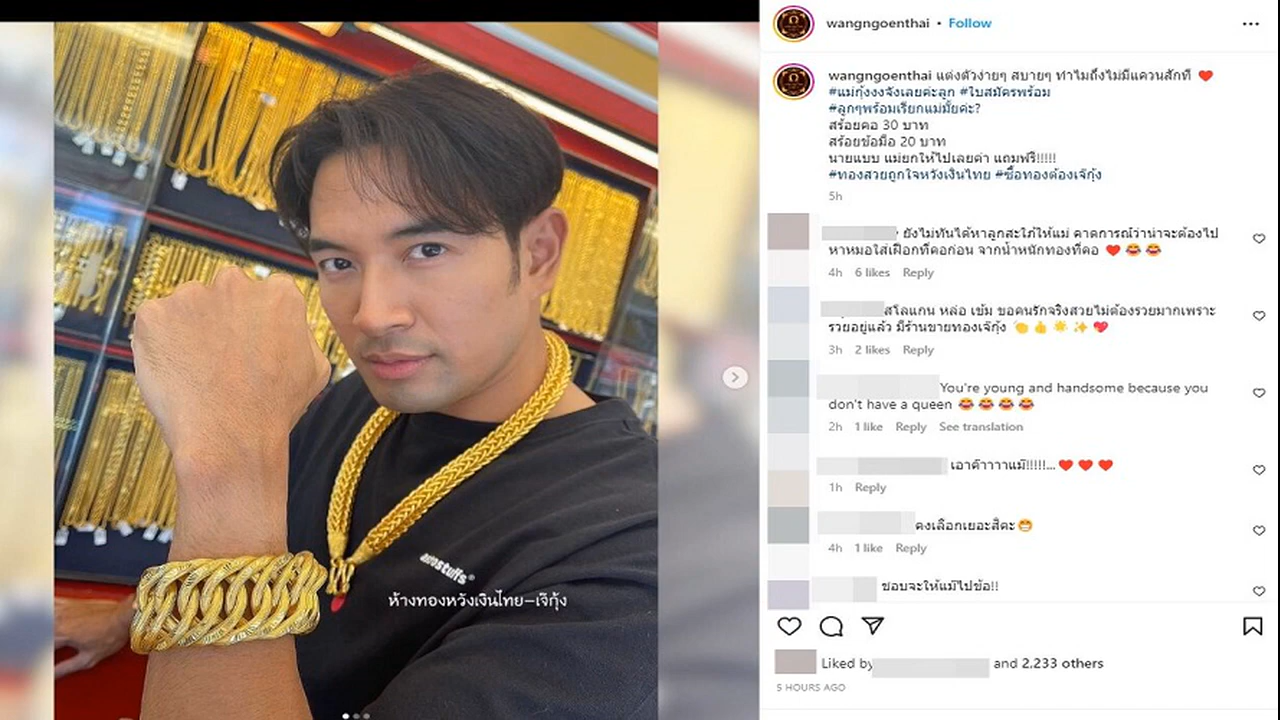 wangngoenthai • Follow
wangngoenthai แต่งตัวง่ายๆ สบายๆ ทำไมถึงไม่มีแควนสักที ❤️
#แม่กุ้งงงจังเลยค่ะลูก #ใบสมัครพร้อม
#ลูกๆพร้อมเรียกแม่มั้ยค่ะ?
สร้อยคอ 30 บาท
สร้อยข้อมือ 20 บาท
นายแบบ แม่ยกให้ไปเลยค่า แถมฟรี!!!!!
#ทองสวยถูกใจหวังเงินไทย #ซื้อทองต้องเจ๊กุ้ง
5h
ยังไม่ทันได้หาลูกสะใภ้ให้แม่ คาดการณ์ว่าน่าจะต้องไป
หาหมอใส่เฝือกที่คอก่อน จากน้ำหนักทองที่คอ ❤️😂😂
4h 6 likes Reply
สโลแกน หล่อ เข้ม ขอคนรักจริงสวยไม่ต้องรวยมากเพราะ
รวยอยู่แล้ว มีร้านขายทองเจ๊กุ้ง 👏👍🌟✨💖
3h 2 likes Reply
You're young and handsome because you
don't have a queen 😂😂😂😂
2h 1 like Reply See translation
เอาค๊าาาาแม๊!!!!!... ❤️❤️❤️
1h Reply
คงเลือกเยอะสิคะ😁
4h 1 like Reply
ชอบจะให้แม๊ไปขอ!!
Liked by and 2,233 others
5 HOURS AGO
stuffs®
ห้างทองหวังเงินไทย–เจ๊กุ้ง